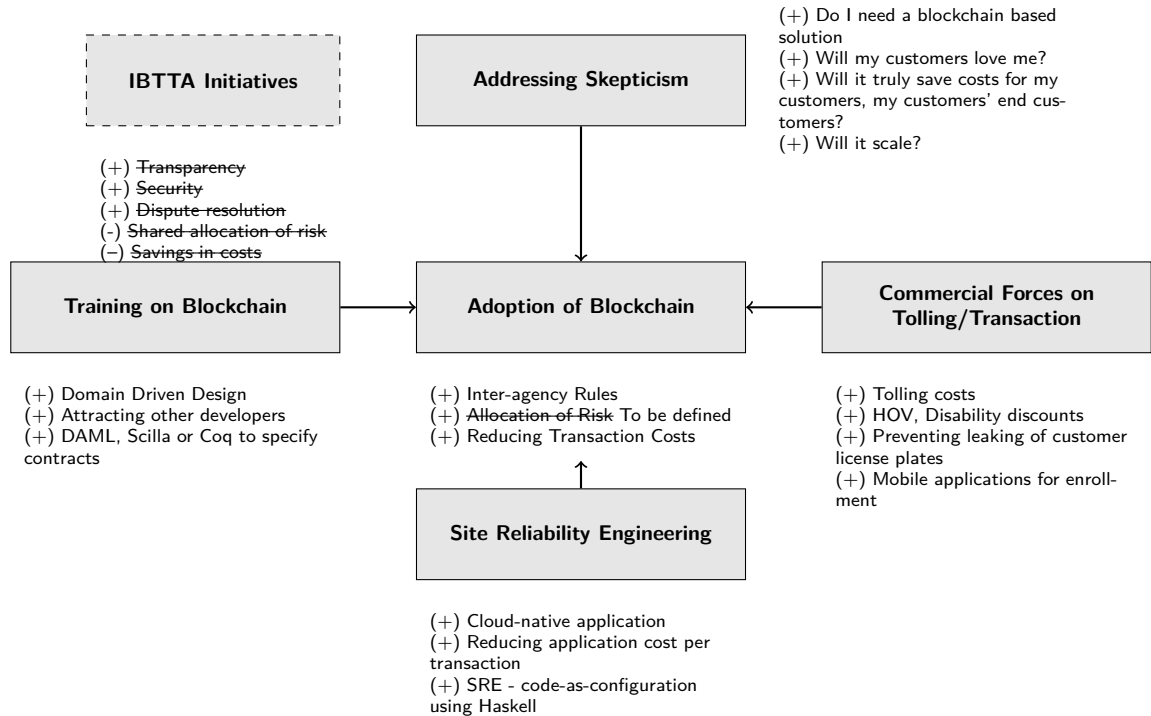 IBTTA Initiatives
(+) Transparency
(+) Security
(+) Dispute resolution
(-) Shared allocation of risk
(–) Savings in costs
Addressing Skepticism
(+) Do I need a blockchain based
solution
(+) Will my customers love me?
(+) Will it truly save costs for my
customers, my customers' end cus-
tomers?
(+) Will it scale?
Training on Blockchain
(+) Domain Driven Design
(+) Attracting other developers
(+) DAML, Scilla or Coq to specify
contracts
Adoption of Blockchain
(+) Inter-agency Rules
(+) Allocation of Risk To be defined
(+) Reducing Transaction Costs
Commercial Forces on
Tolling/Transaction
(+) Tolling costs
(+) HOV, Disability discounts
(+) Preventing leaking of customer
license plates
(+) Mobile applications for enroll-
ment
Site Reliability Engineering
(+) Cloud-native application
(+) Reducing application cost per
transaction
(+) SRE - code-as-configuration
using Haskell